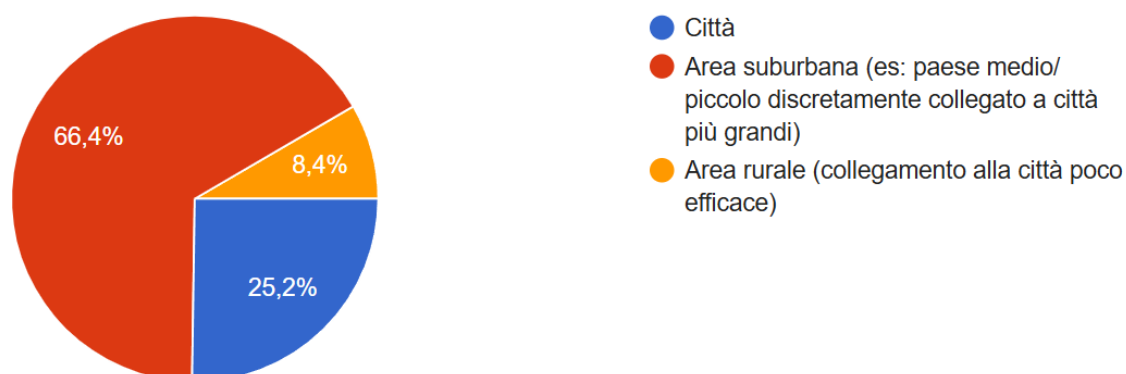 66,4%
8,4%
25,2%
Città
Area suburbana (es: paese medio/
piccolo discretamente collegato a città
più grandi)
Area rurale (collegamento alla città poco
efficace)